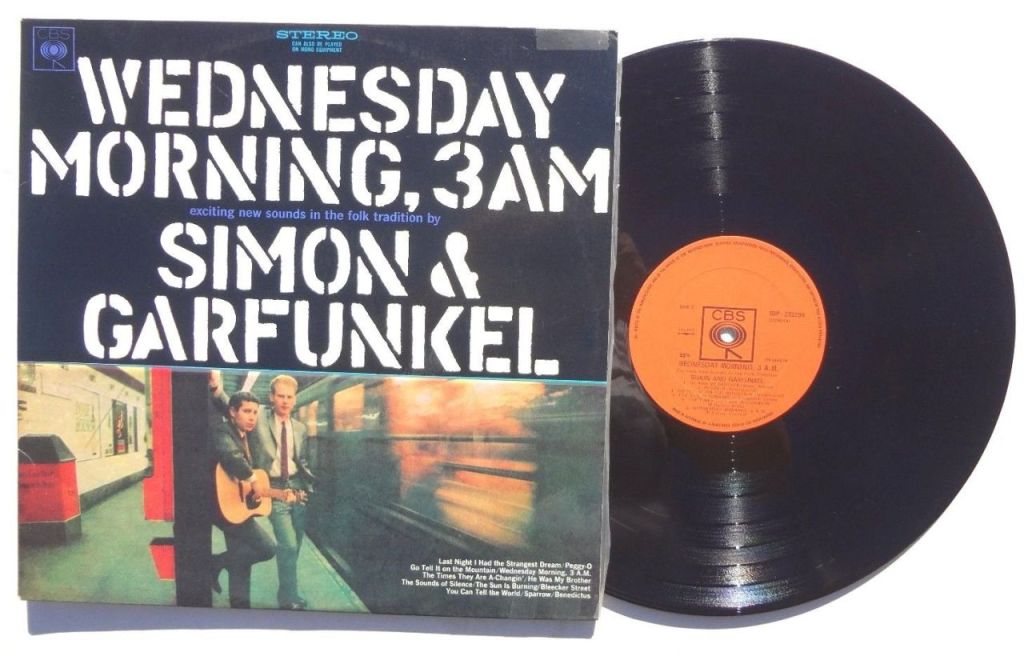 CBS
STEREO
CAN ALSO BE PLAYED
ON MONO EQUIPMENT
WEDNESDAY
MORNING, 3AM
exciting new sounds in the folk tradition by
SIMON &
GARFUNKEL
Last Night I Had the Strangest Dream/Peggy-O
Go Tell It on the Mountain/Wednesday Morning, 3 A.M.
The Times They Are A-Changin'/He Was My Brother
The Sounds of Silence/The Sun Is Burning/Bleecker Street
You Can Tell the World/Sparrow/Benedictus
CBS
WEDNESDAY MORNING, 3 A.M.
SIMON AND GARFUNKEL